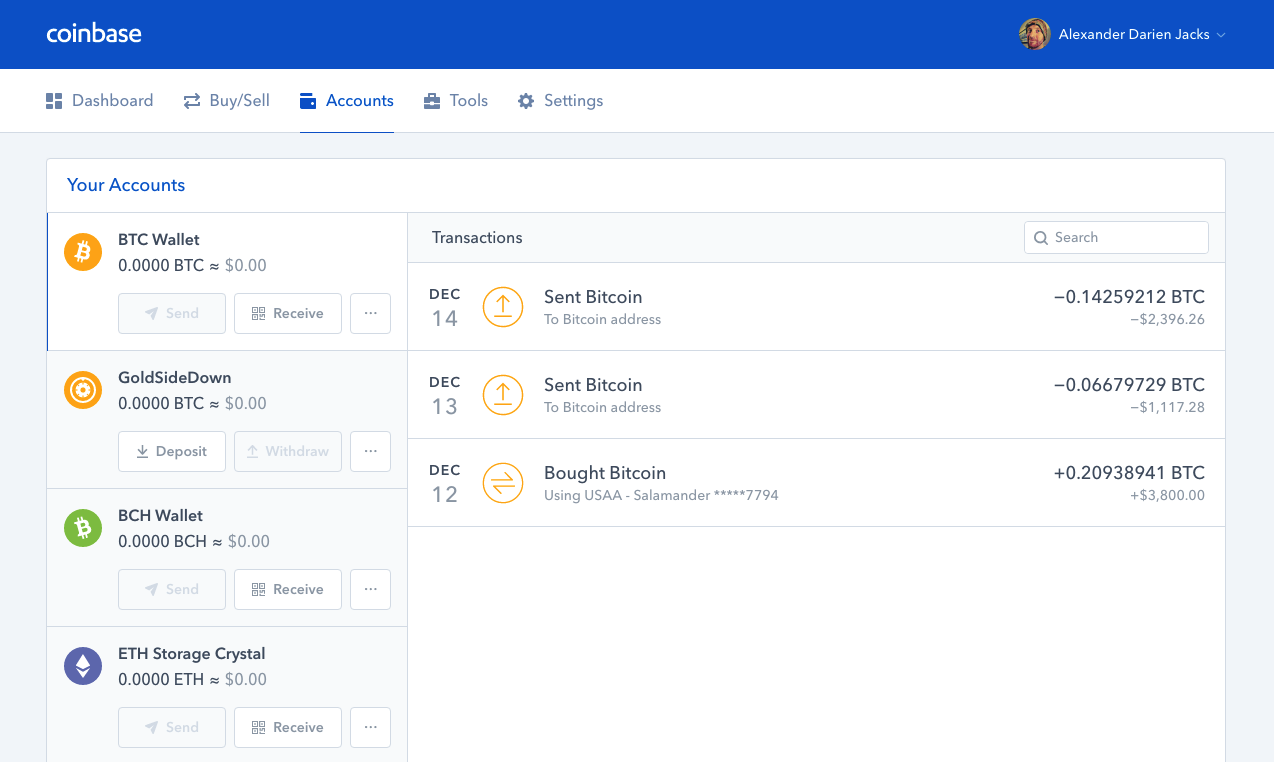 coinbase
Alexander Darien Jacks
Dashboard
Buy/Sell
Accounts
Tools
Settings
Your Accounts
BTC Wallet
0.0000 BTC ≈ $0.00
Send
Receive
...
GoldSideDown
0.0000 BTC ≈ $0.00
Deposit
Withdraw
...
BCH Wallet
0.0000 BCH ≈ $0.00
Send
Receive
...
ETH Storage Crystal
0.0000 ETH ≈ $0.00
Send
Receive
...
Transactions
Search
DEC
14
Sent Bitcoin
To Bitcoin address
−0.14259212 BTC
−$2,396.26
DEC
13
Sent Bitcoin
To Bitcoin address
−0.06679729 BTC
−$1,117.28
DEC
12
Bought Bitcoin
Using USAA - Salamander *****7794
+0.20938941 BTC
+$3,800.00